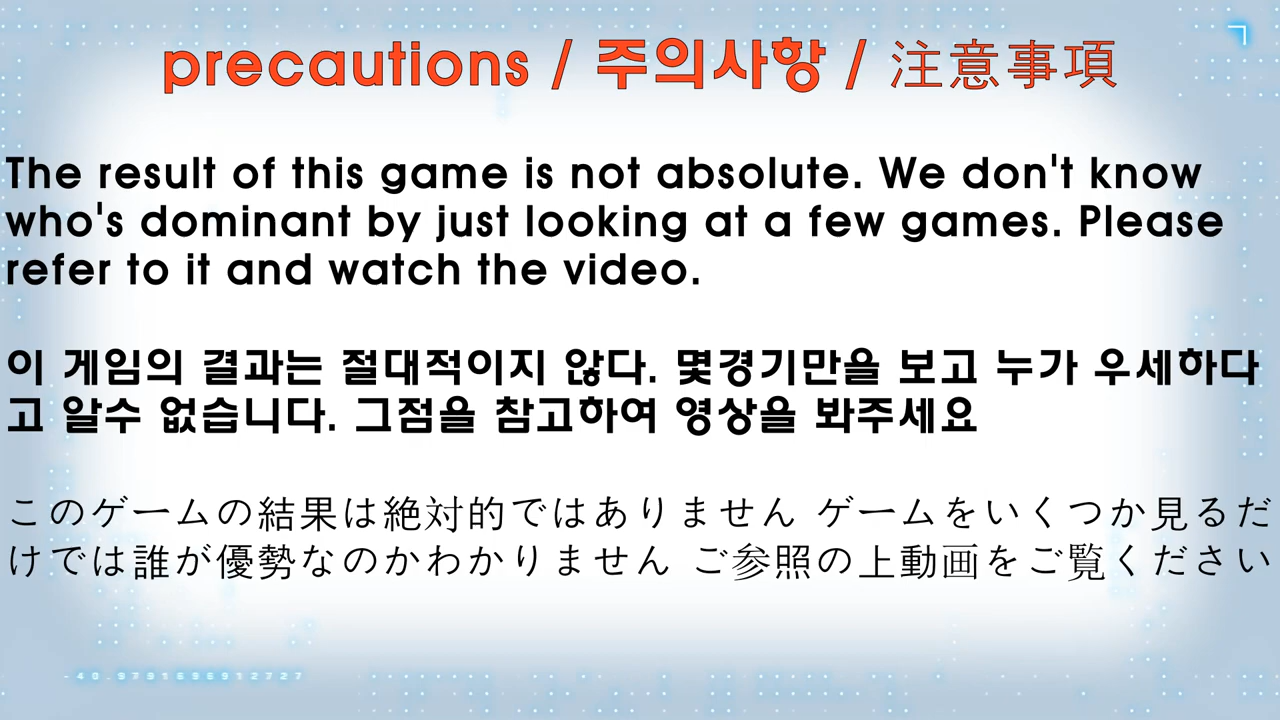 precautions / 주의사항 / 注意事項
The result of this game is not absolute. We don't know
who's dominant by just looking at a few games. Please
refer to it and watch the video.
이 게임의 결과는 절대적이지 않다. 몇경기만을 보고 누가 우세하다
고 알수 없습니다. 그점을 참고하여 영상을 봐주세요
このゲームの結果は絶対的ではありません ゲームをいくつか見るだ
けでは誰が優勢なのかわかりません ご参照の上動画をご覧ください
-40.9791696912727